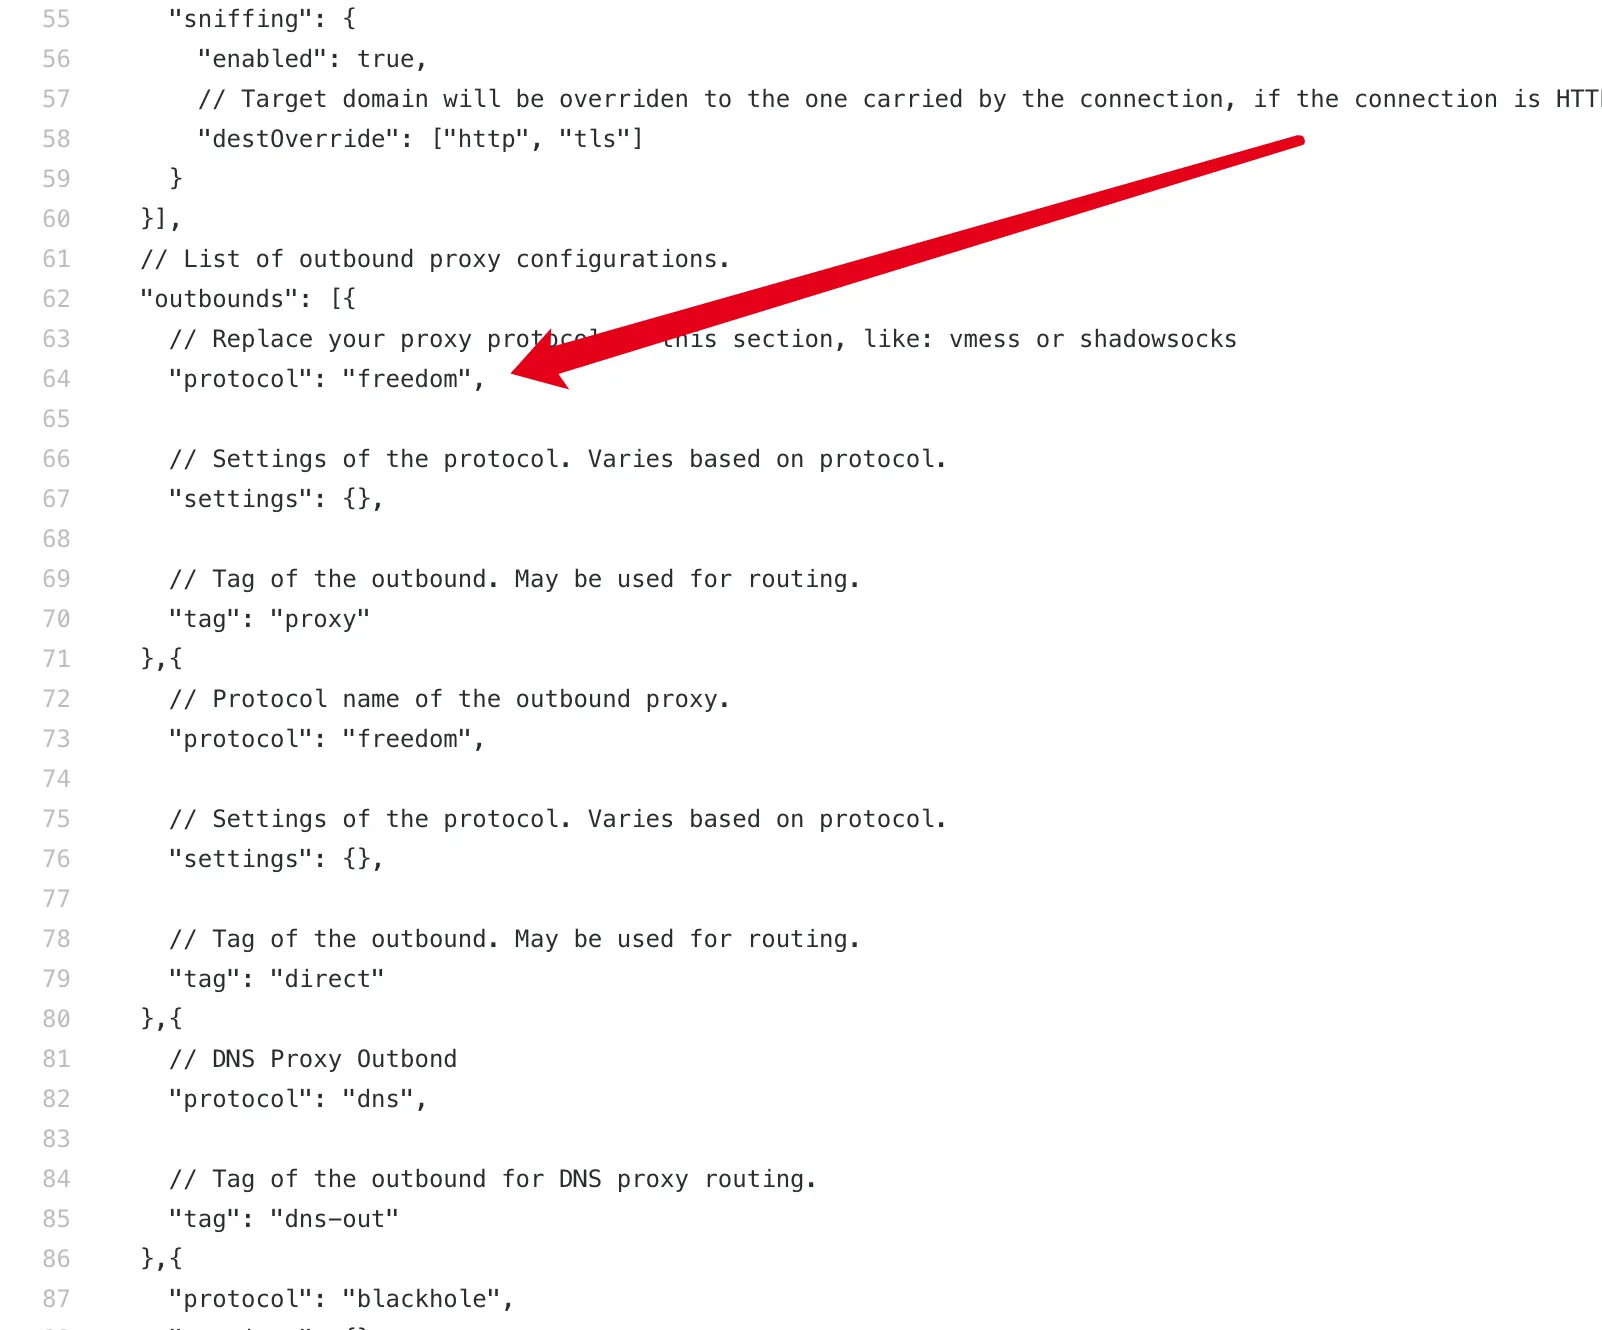 55 "sniffing": {
56 "enabled": true,
57 // Target domain will be overriden to the one carried by the connection, if the connection is
58 "destOverride": ["http", "tls"]
59 }
60 }],
61 // List of outbound proxy configurations.
62 "outbounds": [{
63 // Replace your proxy this section, like: vmess or shadowsocks
64 "protocol": "freedom",
65
66 // Settings of the protocol. Varies based on protocol.
67 "settings": {},
68
69 // Tag of the outbound. May be used for routing.
70 "tag": "proxy"
71 },{
72 // Protocol name of the outbound proxy.
73 "protocol": "freedom",
74
75 // Settings of the protocol. Varies based on protocol.
76 "settings": {},
77
78 // Tag of the outbound. May be used for routing.
79 "tag": "direct"
80 },{
81 // DNS Proxy Outbond
82 "protocol": "dns",
83
84 // Tag of the outbound for DNS proxy routing.
85 "tag": "dns-out"
86 },{
87 "protocol": "blackhole",